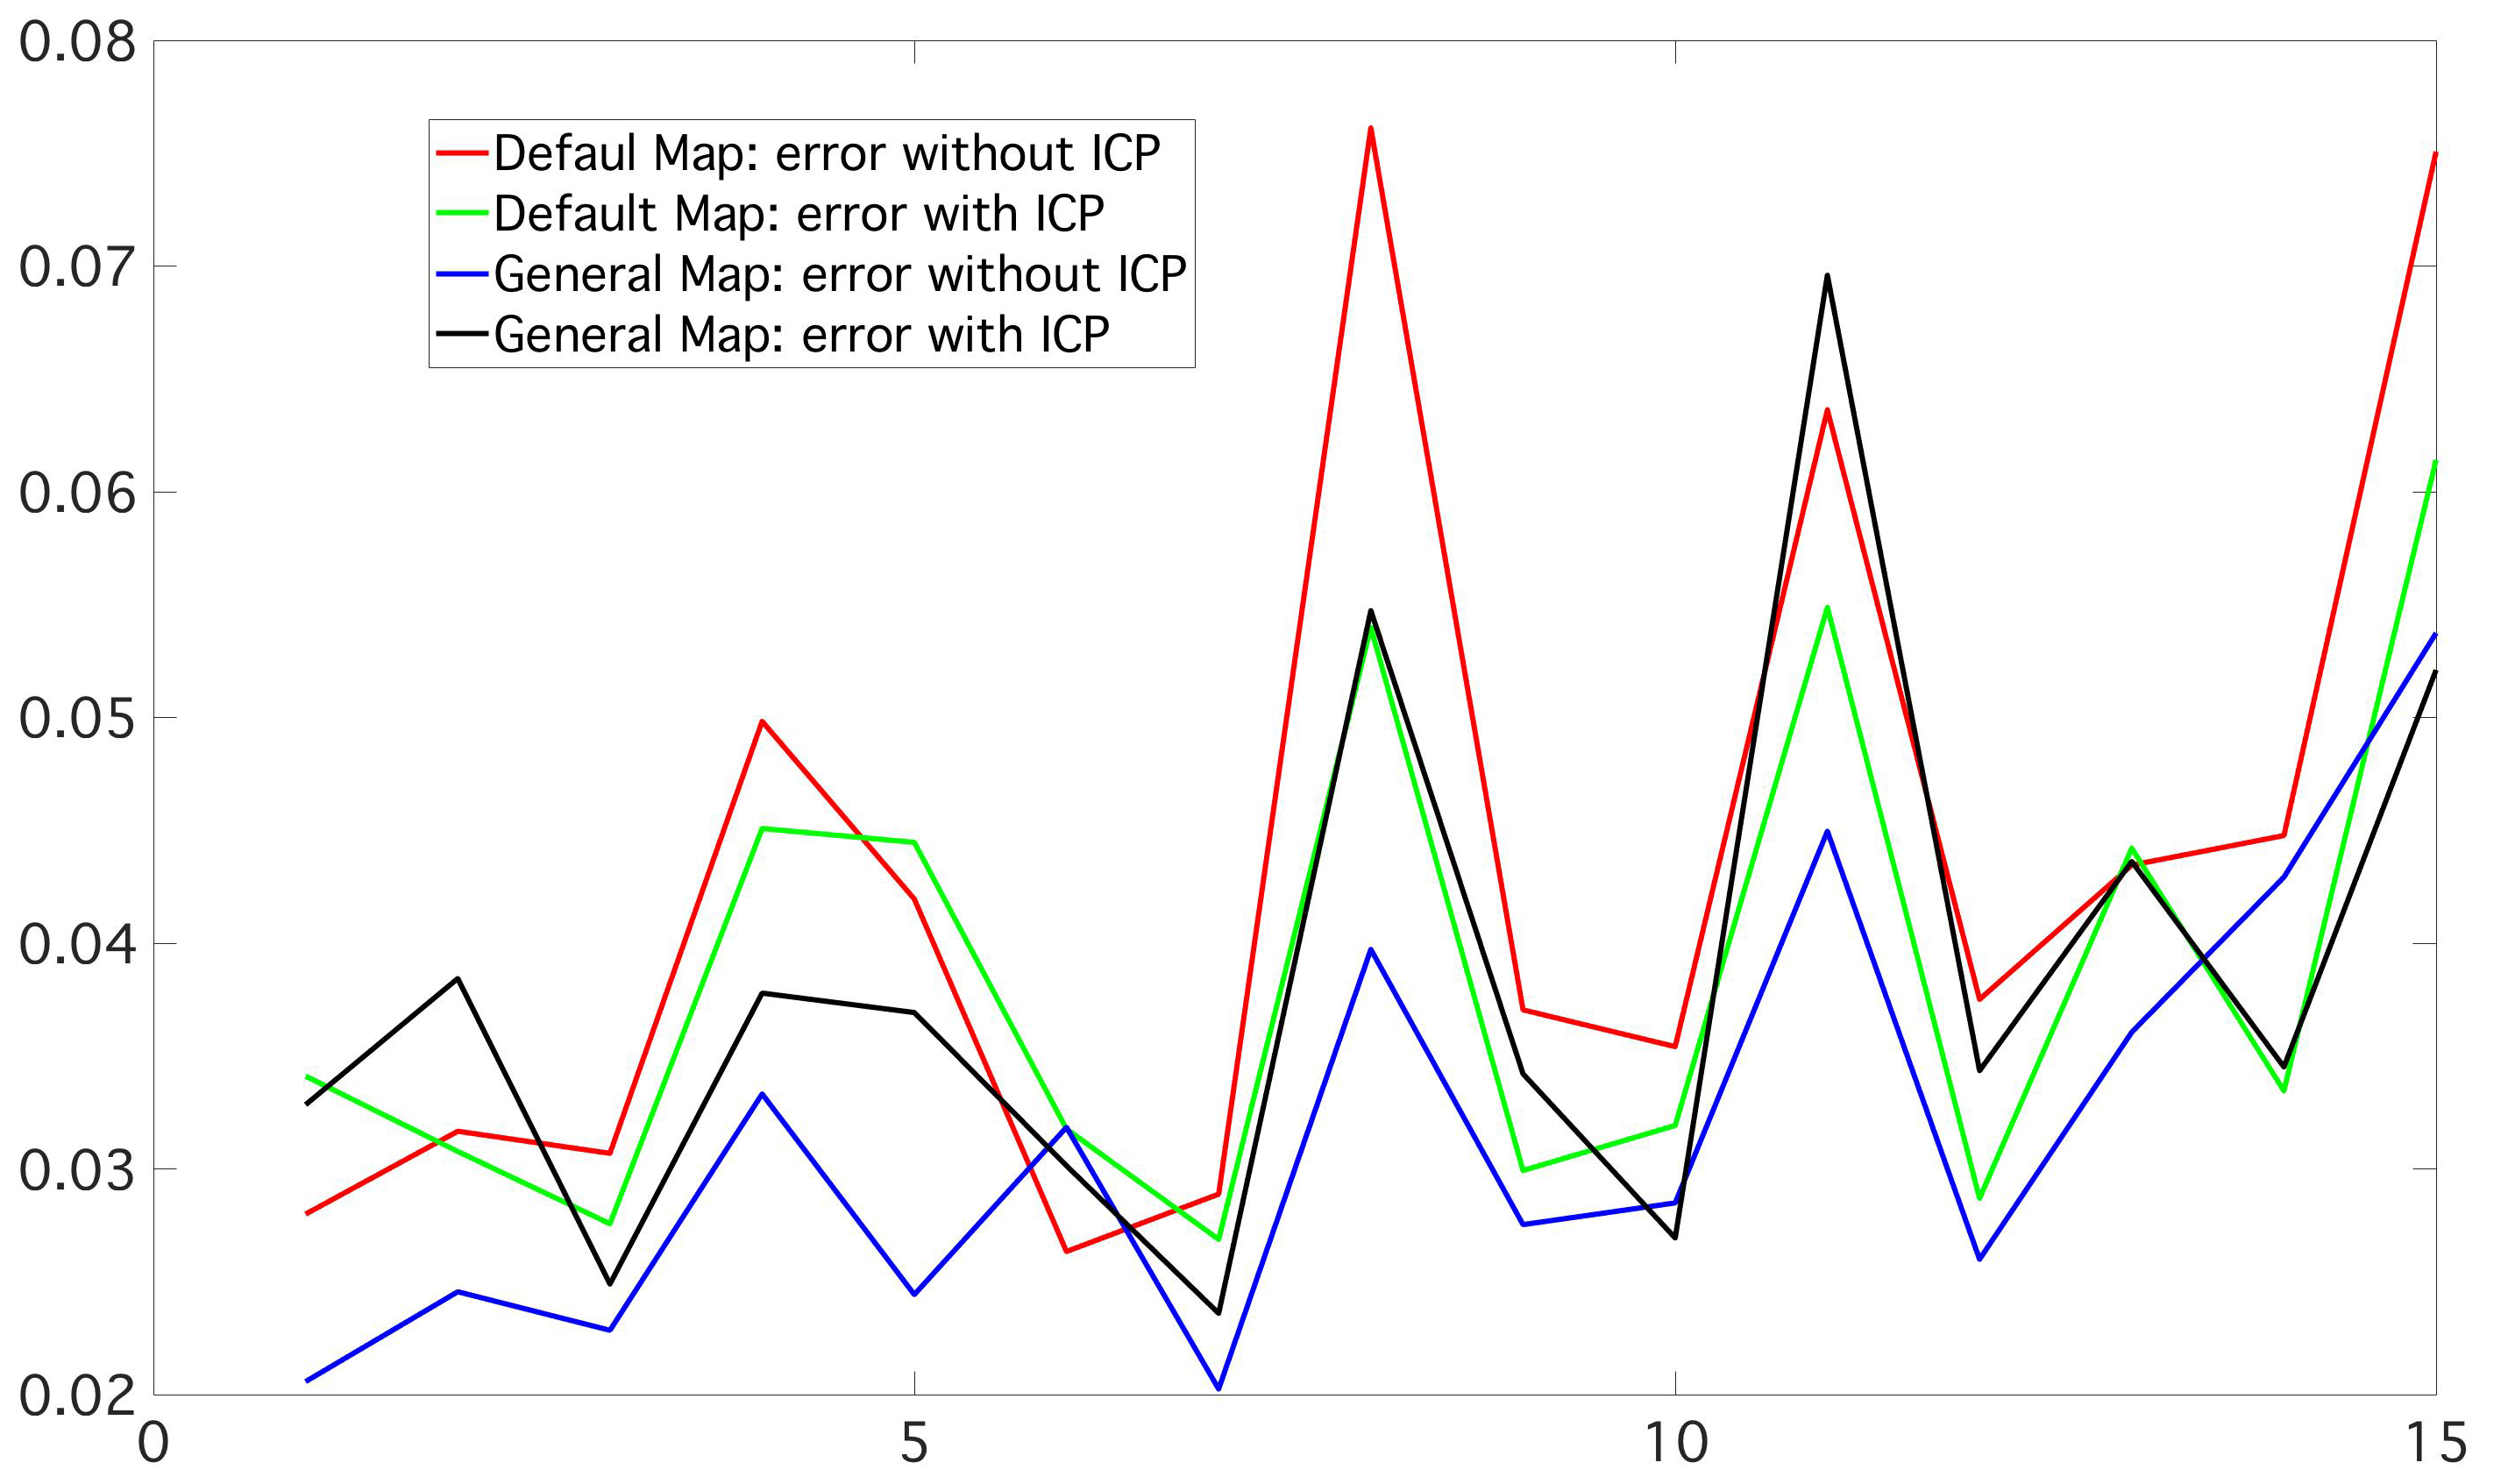 0.08
Defaul Map: error without ICP
Default Map: error with ICP
0.07
General Map: error without ICP
General Map: error with ICP
0.06
0.05
0.04
0.03
0.02
0 5 10 15